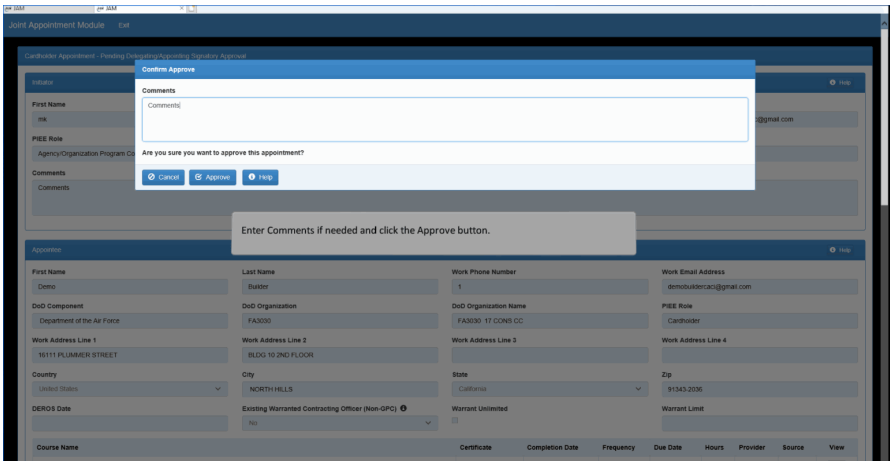 JAM JAM
Joint Appointment Module Exit
Cardholder Appointment - Pending Delegating/Appointing Signatory Approval
Confirm Approve
Comments
Comments
Are you sure you want to approve this appointment?
Cancel Approve Help
Initiator Help
First Name
mk @gmail com
PIEE Role
Agency/Organization Program
Comments
Comments
Enter Comments if needed and click the Approve button.
Appointee Help
First Name Last Name Work Phone Number Work Email Address
Demo Builder 1 demobuildercaci@gmail com
DoD Component DoD Organization DoD Organization Name PIEE Role
Department of the Air Force FA3030 FA3030 17 CONS CC Cardholder
Work Address Line 1 Work Address Line 2 Work Address Line 3 Work Address Line 4
16111 PLUMMER STREET BLDG 10 2ND FLOOR
Country City State Zip
United States NORTH HILLS California 91343-2036
DEROS Date Existing Warranted Contracting Officer (Non-GPC) Warrant Unlimited Warrant Limit
No
Course Name Certificate Completion Date Frequency Due Date Hours Provider Source View